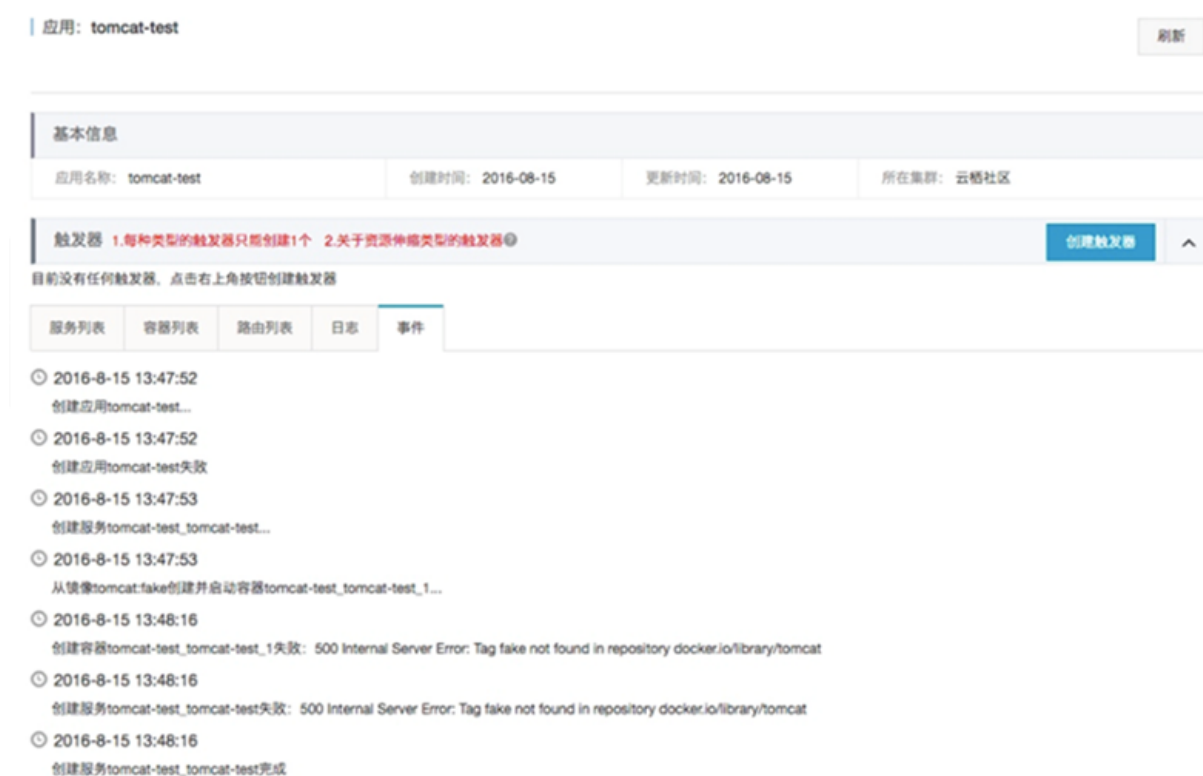 应用: tomcat-test
刷新
基本信息
应用名称: tomcat-test 创建时间: 2016-08-15 更新时间: 2016-08-15 所在集群: 云栖社区
触发器 1.每种类型的触发器只能创建1个 2.关于资源伸缩类型的触发器 创建触发器
目前没有任何触发器，点击右上角按钮创建触发器
服务列表 容器列表 路由列表 日志 事件
2016-8-15 13:47:52
创建应用tomcat-test...
2016-8-15 13:47:52
创建应用tomcat-test失败
2016-8-15 13:47:53
创建服务tomcat-test_tomcat-test...
2016-8-15 13:47:53
从镜像tomcat:fake创建并启动容器tomcat-test_tomcat-test_1...
2016-8-15 13:48:16
创建容器tomcat-test_tomcat-test_1失败: 500 Internal Server Error: Tag fake not found in repository docker.io/library/tomcat
2016-8-15 13:48:16
创建服务tomcat-test_tomcat-test失败: 500 Internal Server Error: Tag fake not found in repository docker.io/library/tomcat
2016-8-15 13:48:16
创建服务tomcat-test_tomcat-test完成